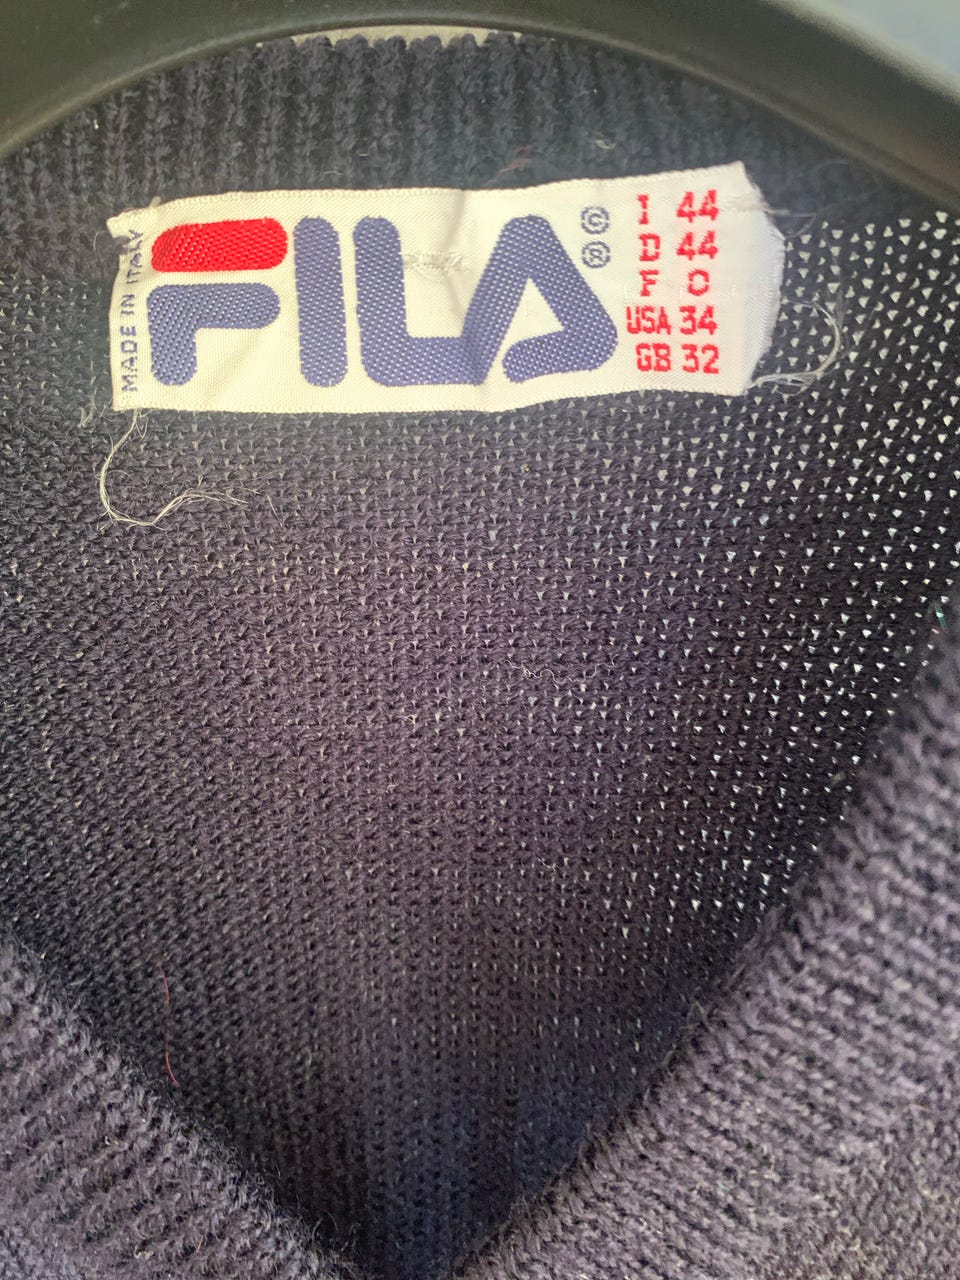 MADE IN ITALY
FILA
©
®
I 44
D 44
F 0
USA 34
GB 32